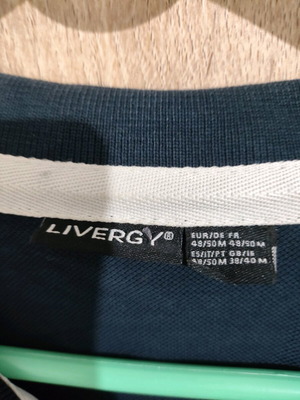 LIVERGY®
EUR/DE FR
48/50 M 48/50 M
ES/IT/PT GB/IE
48/50 M 38/40 M